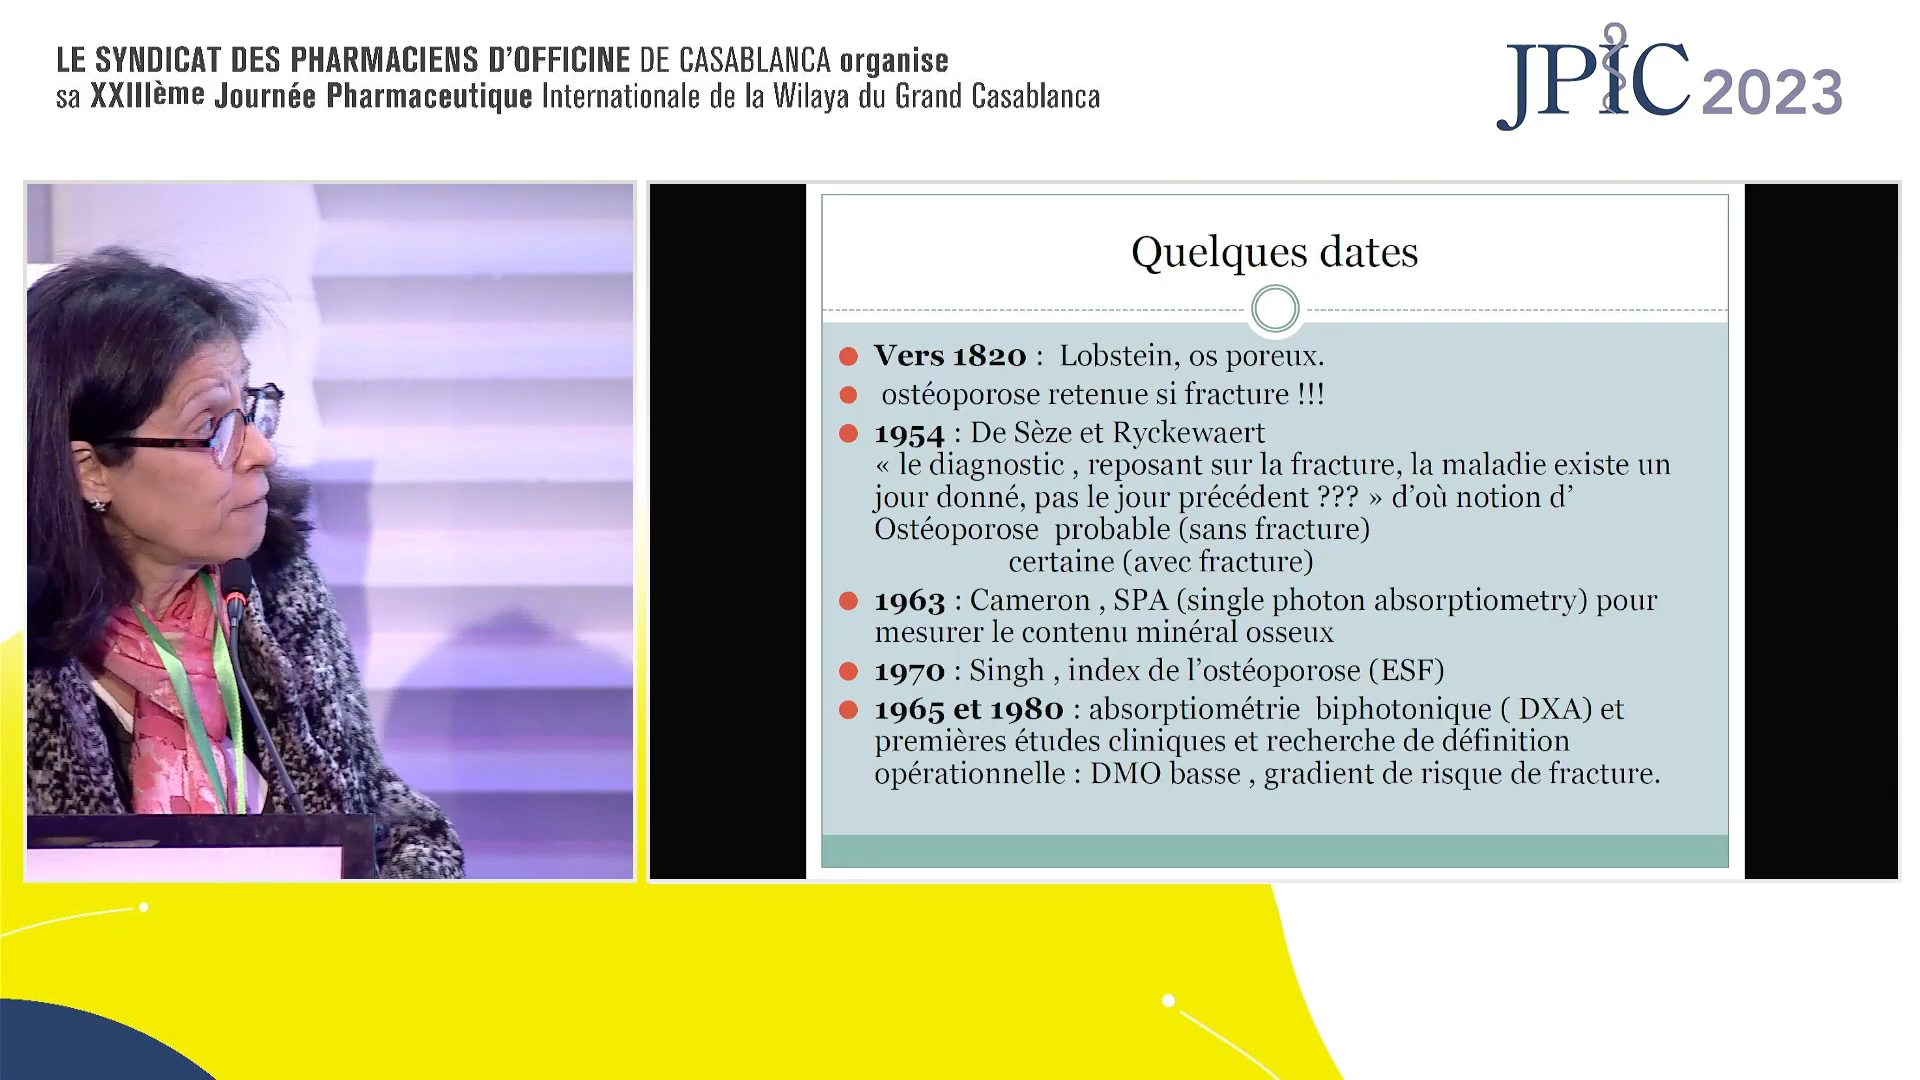 LE SYNDICAT DES PHARMACIENS D'OFFICINE DE CASABLANCA organise
sa XXIIIème Journée Pharmaceutique Internationale de la Wilaya du Grand Casablanca
JPIC 2023
Quelques dates
Vers 1820 : Lobstein, os poreux.
ostéoporose retenue si fracture !!!
1954 : De Sèze et Ryckewaert
« le diagnostic , reposant sur la fracture, la maladie existe un
jour donné, pas le jour précédent ??? » d'où notion d'
Ostéoporose probable (sans fracture)
certaine (avec fracture)
1963 : Cameron , SPA (single photon absorptiometry) pour
mesurer le contenu minéral osseux
1970 : Singh , index de l'ostéoporose (ESF)
1965 et 1980 : absorptiométrie biphotonique ( DXA) et
premières études cliniques et recherche de définition
opérationnelle : DMO basse , gradient de risque de fracture.